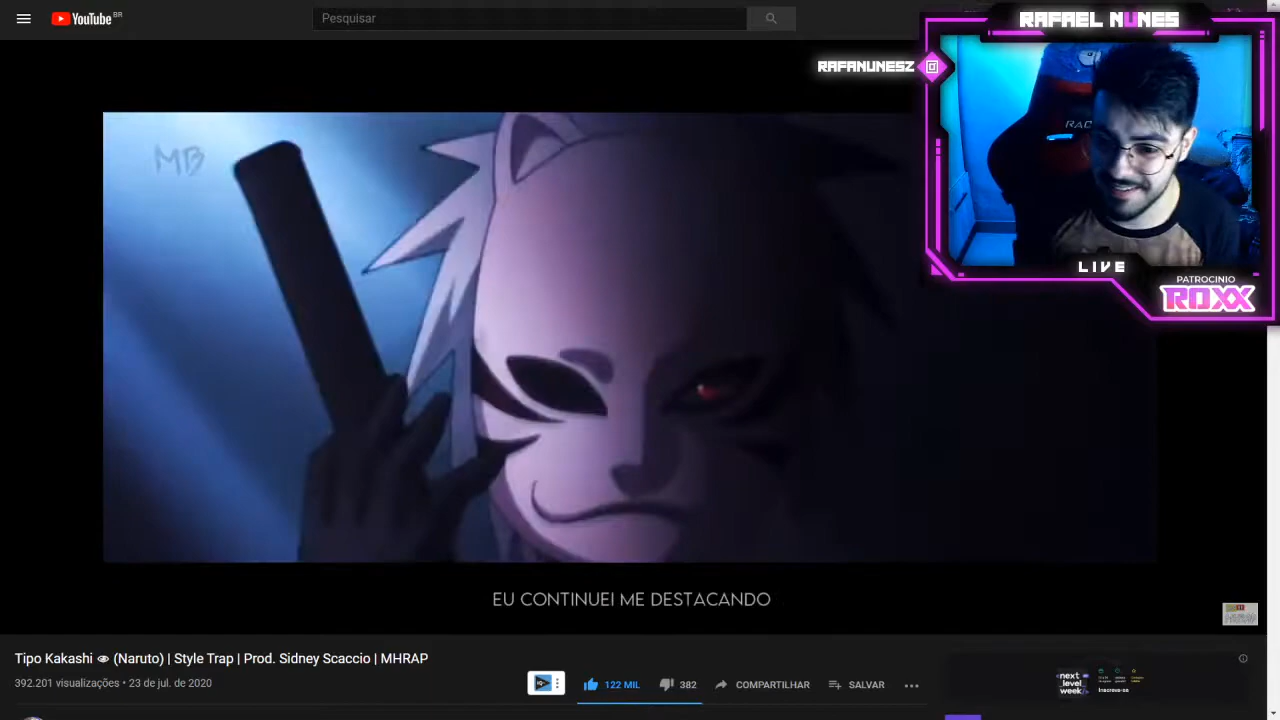 YouTube BR
Pesquisar
RAFAEL NUNES
RAFANUNESZ
RAC
LIVE
PATROCINIO
ROXX
MB
EU CONTINUEI ME DESTACANDO
Tipo Kakashi 👁 (Naruto) | Style Trap | Prod. Sidney Scaccio | MHRAP
392.201 visualizações • 23 de jul. de 2020
122 MIL
382
COMPARTILHAR
SALVAR
next
level
week
Inscreva-se